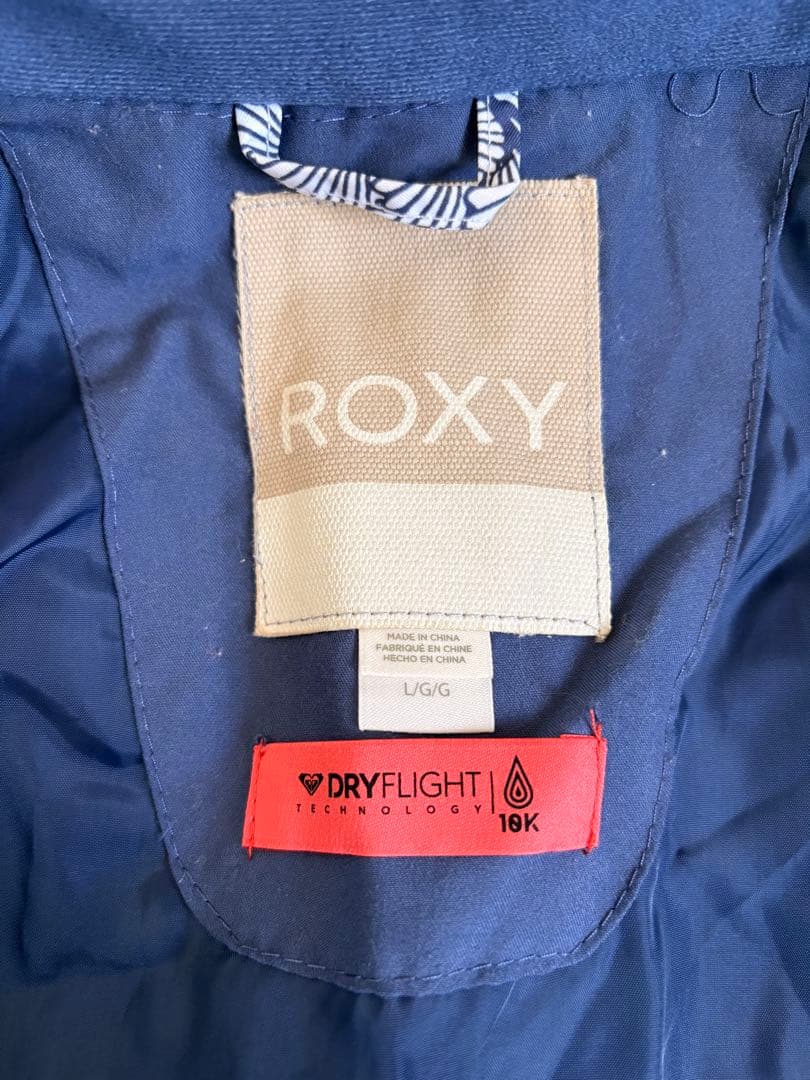 ROXY
MADE IN CHINA
FABRIQUÉ EN CHINE
HECHO EN CHINA
L/G/G
DRYFLIGHT
TECHNOLOGY
10K